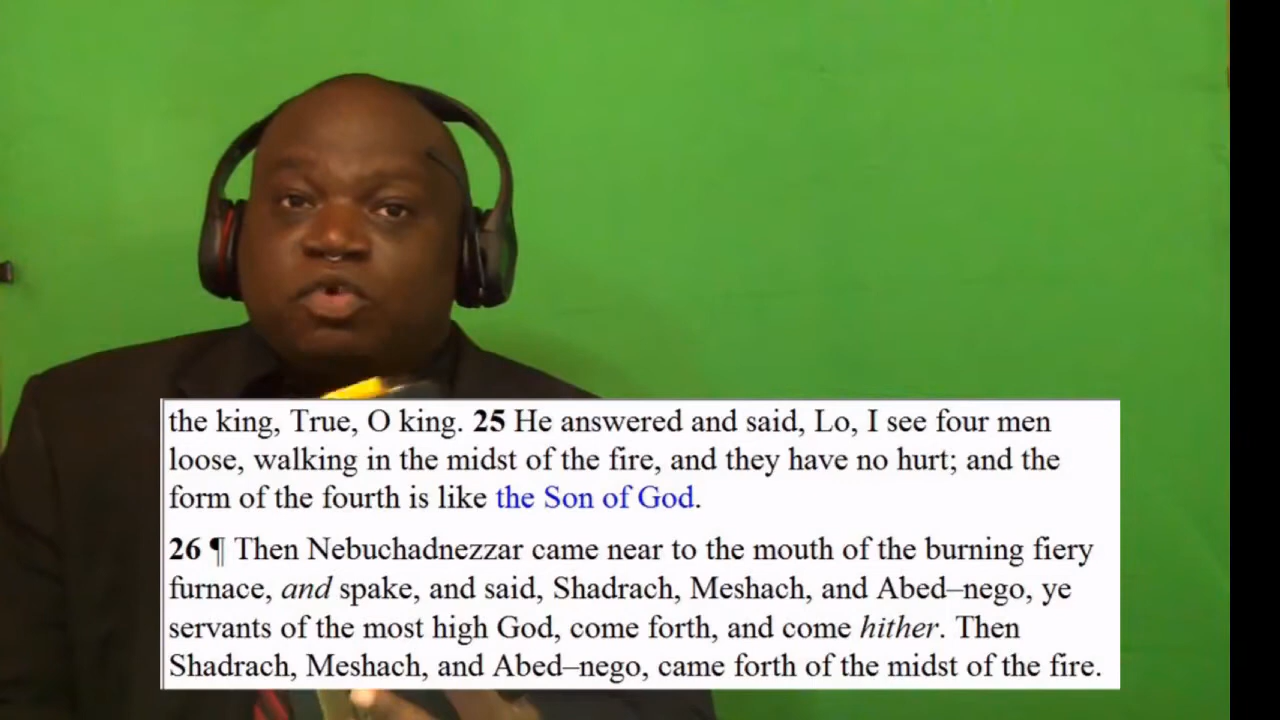 the king, True, O king. 25 He answered and said, Lo, I see four men
loose, walking in the midst of the fire, and they have no hurt; and the
form of the fourth is like the Son of God.
26 ¶ Then Nebuchadnezzar came near to the mouth of the burning fiery
furnace, and spake, and said, Shadrach, Meshach, and Abed–nego, ye
servants of the most high God, come forth, and come hither. Then
Shadrach, Meshach, and Abed–nego, came forth of the midst of the fire.